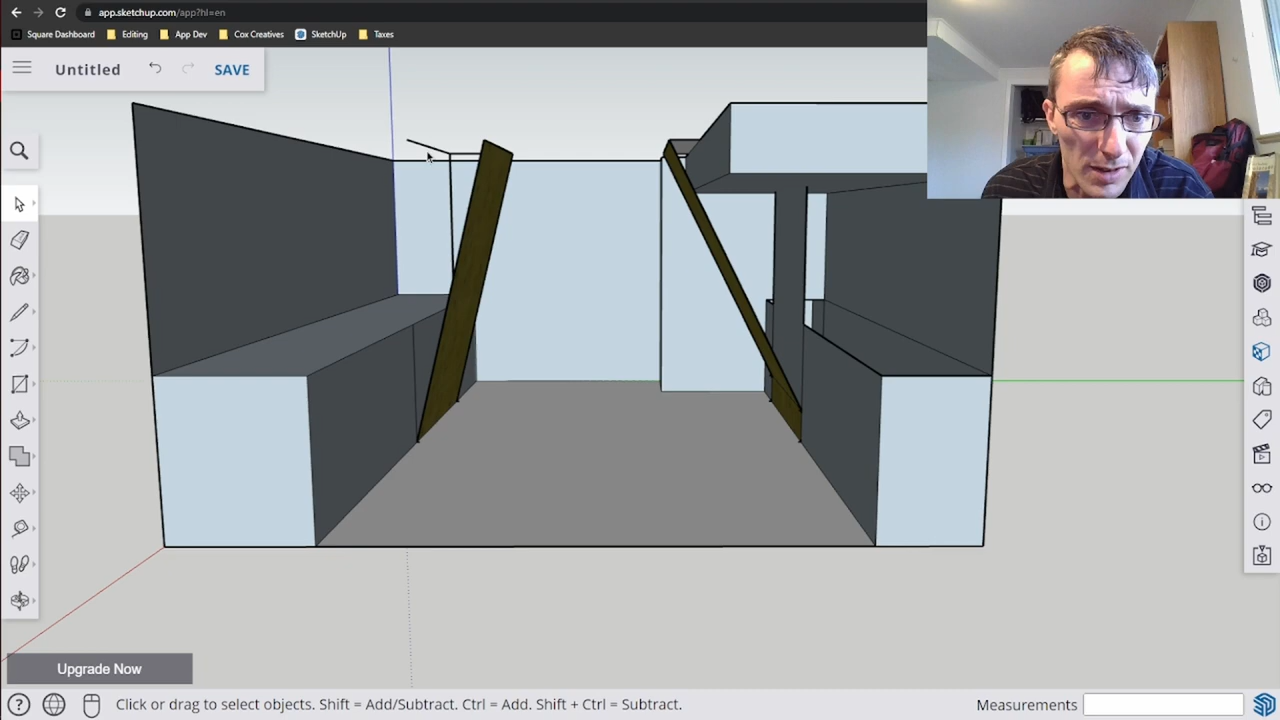 app.sketchup.com/app?hl=en
Square Dashboard Editing App Dev Cox Creatives SketchUp Taxes
Untitled SAVE
Upgrade Now
? Click or drag to select objects. Shift = Add/Subtract. Ctrl = Add. Shift + Ctrl = Subtract. Measurements